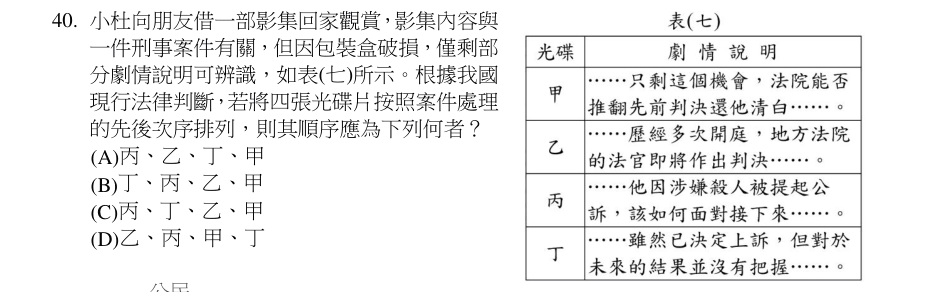 40. 小杜向朋友借一部影集回家觀賞，影集內容與
一件刑事案件有關，但因包裝盒破損，僅剩部
分劇情說明可辨識，如表(七)所示。根據我國
現行法律判斷，若將四張光碟片按照案件處理
的先後次序排列，則其順序應為下列何者？
(A)丙、乙、丁、甲
(B)丁、丙、乙、甲
(C)丙、丁、乙、甲
(D)乙、丙、甲、丁
表(七)
光碟 劇情說明
甲 ……只剩這個機會，法院能否
推翻先前判決還他清白……。
乙 ……歷經多次開庭，地方法院
的法官即將作出判決……。
丙 ……他因涉嫌殺人被提起公
訴，該如何面對接下來……。
丁 ……雖然已決定上訴，但對於
未來的結果並沒有把握……。